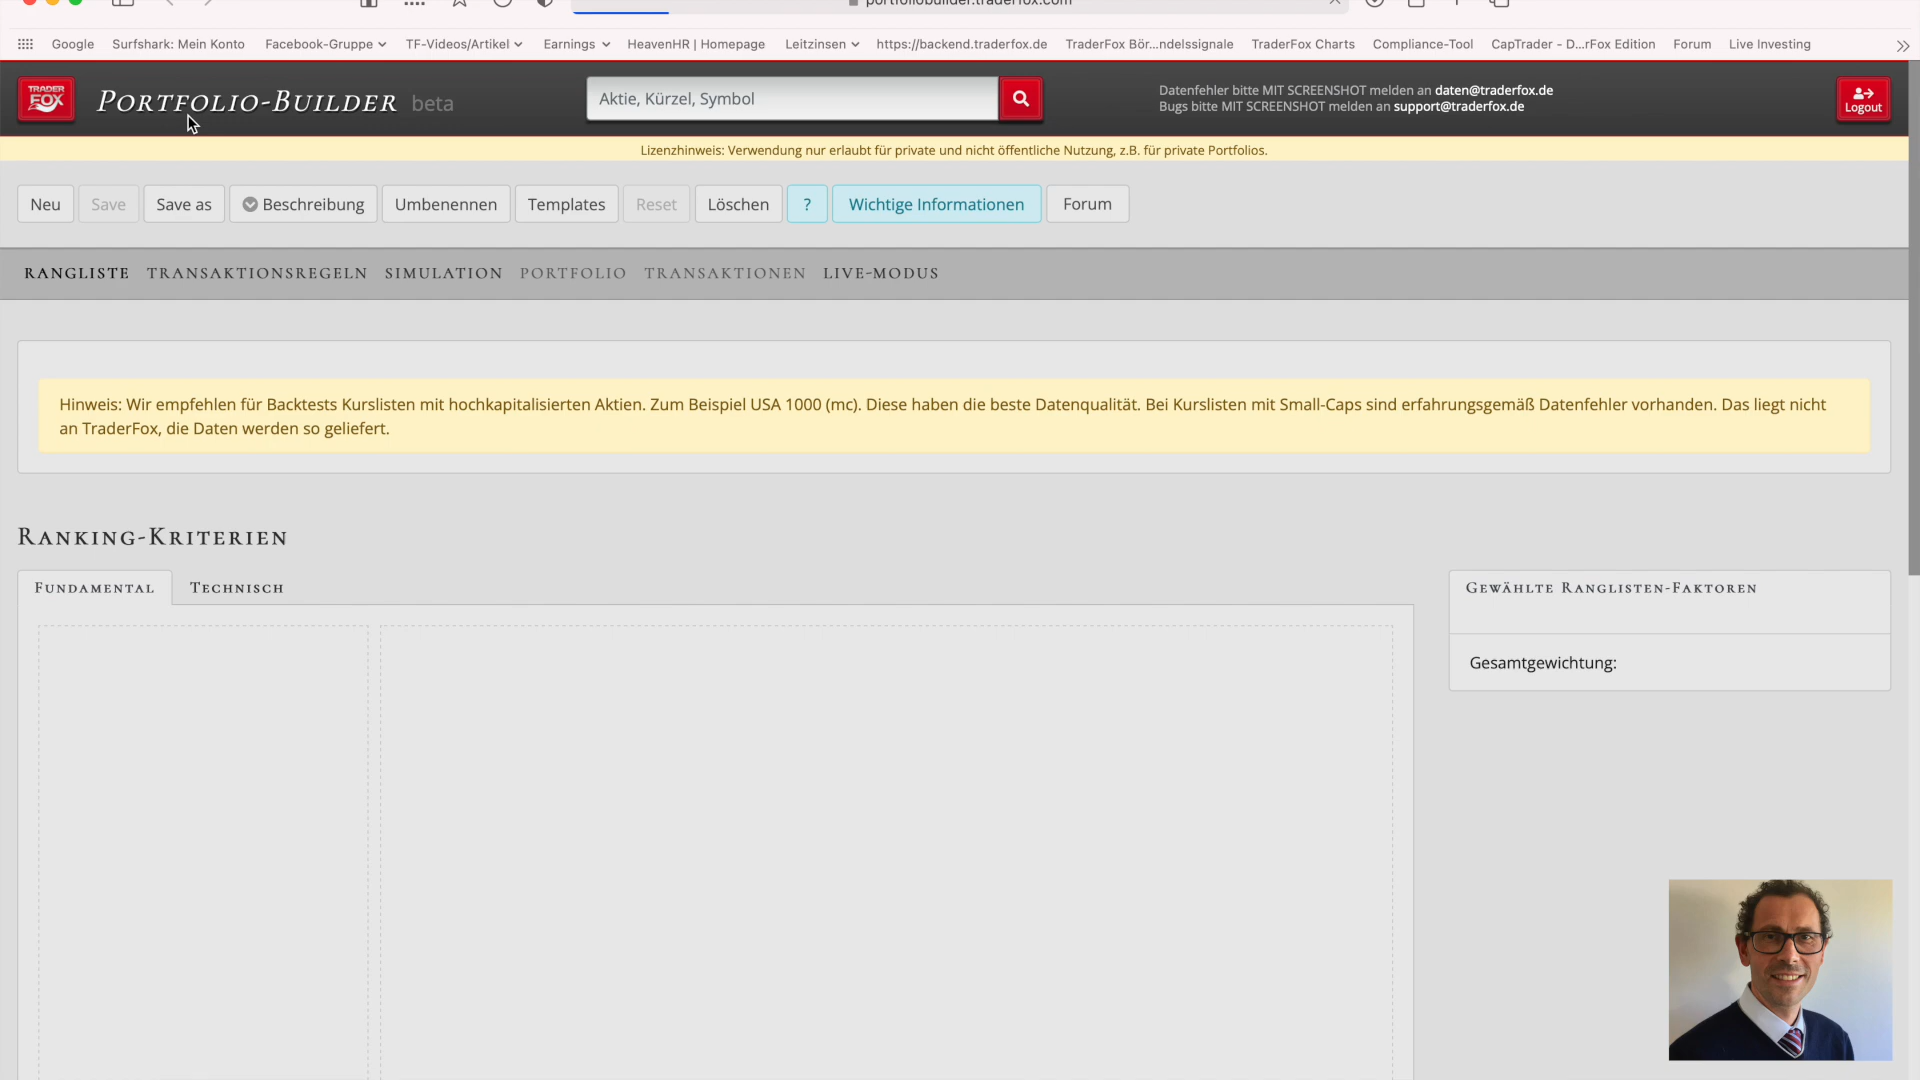 portfoliobuilder.traderfox.com
Google Surfshark: Mein Konto Facebook-Gruppe TF-Videos/Artikel Earnings HeavenHR | Homepage Leitzinsen https://backend.traderfox.de TraderFox Bör...ndelssignale TraderFox Charts Compliance-Tool CapTrader - D...rFox Edition Forum Live Investing
TRADER FOX PORTFOLIO-BUILDER beta
Aktie, Kürzel, Symbol
Datenfehler bitte MIT SCREENSHOT melden an daten@traderfox.de
Bugs bitte MIT SCREENSHOT melden an support@traderfox.de
Logout
Lizenzhinweis: Verwendung nur erlaubt für private und nicht öffentliche Nutzung, z.B. für private Portfolios.
Neu Save Save as Beschreibung Umbenennen Templates Reset Löschen ? Wichtige Informationen Forum
RANGLISTE TRANSAKTIONSREGELN SIMULATION PORTFOLIO TRANSAKTIONEN LIVE-MODUS
Hinweis: Wir empfehlen für Backtests Kurslisten mit hochkapitalisierten Aktien. Zum Beispiel USA 1000 (mc). Diese haben die beste Datenqualität. Bei Kurslisten mit Small-Caps sind erfahrungsgemäß Datenfehler vorhanden. Das liegt nicht
an TraderFox, die Daten werden so geliefert.
RANKING-KRITERIEN
FUNDAMENTAL TECHNISCH
GEWÄHLTE RANGLISTEN-FAKTOREN
Gesamtgewichtung: